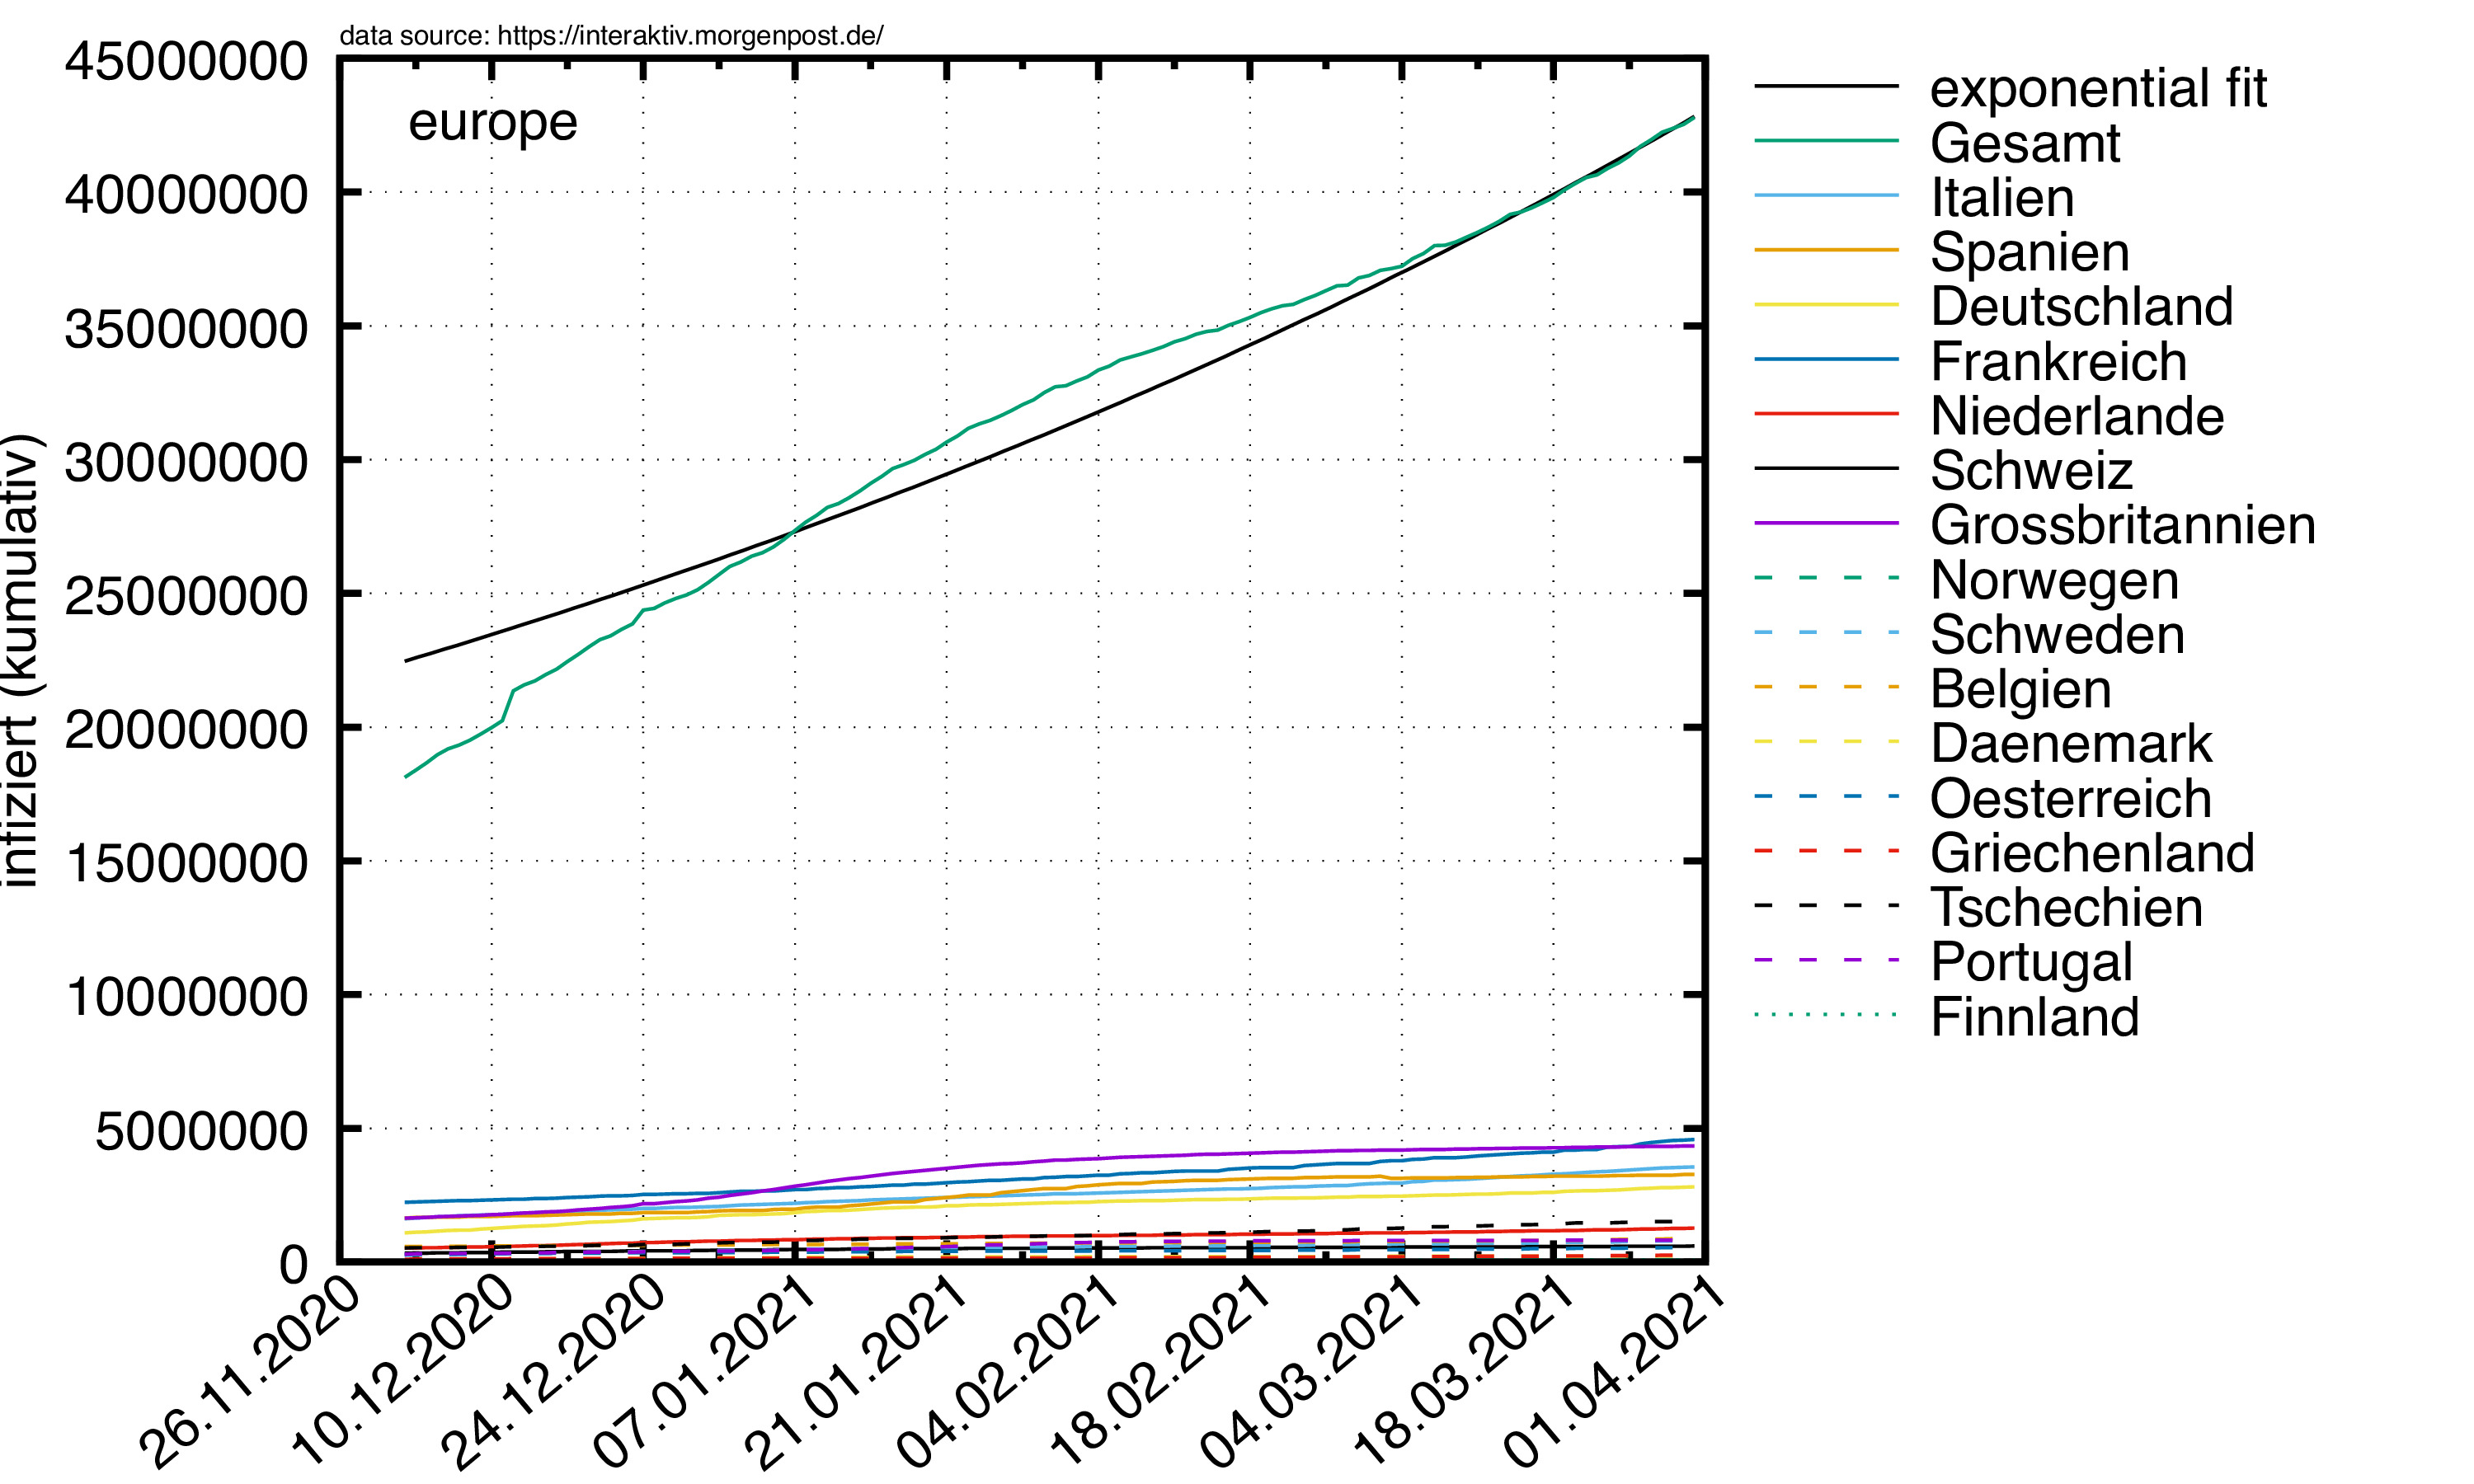 data source: https://interaktiv.morgenpost.de/
europe
infiziert (kumulativ)
45000000
40000000
35000000
30000000
25000000
20000000
15000000
10000000
5000000
0
26.11.2020
10.12.2020
24.12.2020
07.01.2021
21.01.2021
04.02.2021
18.02.2021
04.03.2021
18.03.2021
01.04.2021
exponential fit
Gesamt
Italien
Spanien
Deutschland
Frankreich
Niederlande
Schweiz
Grossbritannien
Norwegen
Schweden
Belgien
Daenemark
Oesterreich
Griechenland
Tschechien
Portugal
Finnland